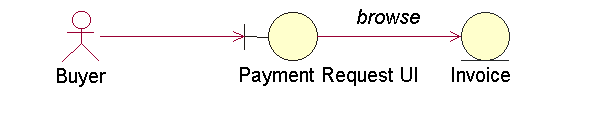 browse
Buyer
Payment Request UI
Invoice